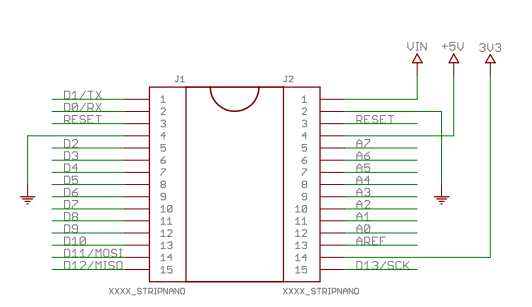 VIN +5V 3V3
J1 J2
D1/TX 1 1
D0/RX 2 2
RESET 3 3 RESET
4 4
D2 5 5 A7
D3 6 6 A6
D4 7 7 A5
D5 8 8 A4
D6 9 9 A3
D7 10 10 A2
D8 11 11 A1
D9 12 12 A0
D10 13 13 AREF
D11/MOSI 14 14
D12/MISO 15 15 D13/SCK
XXXX_STRIPNANO XXXX_STRIPNANO